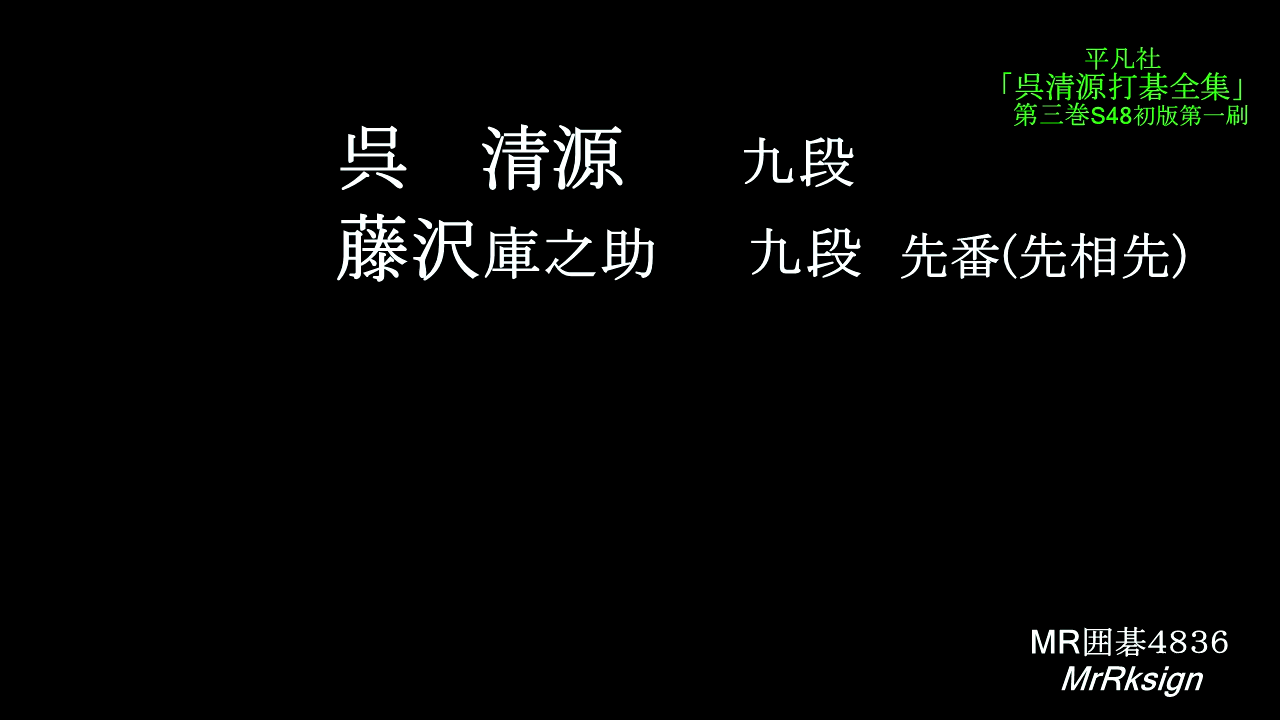 平凡社
「呉清源打碁全集」
第三巻S48初版第一刷
呉　清源　九段
藤沢庫之助　九段　先番(先相先)
MR囲碁4836
MrRksign